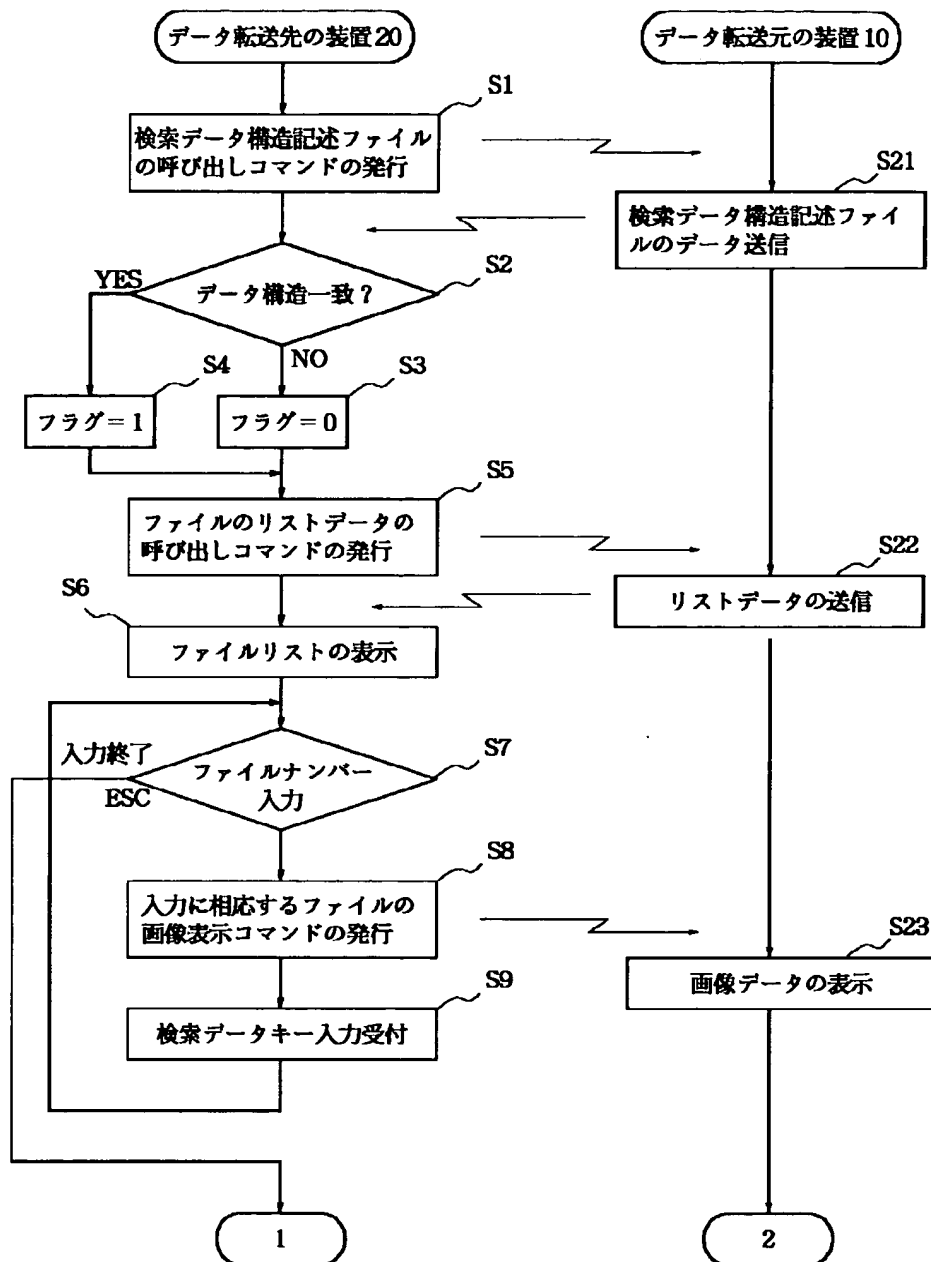 データ転送先の装置20
データ転送元の装置10
S1
検索データ構造記述ファイル
の呼び出しコマンドの発行
S21
検索データ構造記述ファイ
ルのデータ送信
S2
YES
データ構造一致？
NO
S4
S3
フラグ＝1
フラグ＝0
S5
ファイルのリストデータの
呼び出しコマンドの発行
S22
リストデータの送信
S6
ファイルリストの表示
S7
入力終了
ESC
ファイルナンバー
入力
S8
入力に相応するファイルの
画像表示コマンドの発行
S23
画像データの表示
S9
検索データキー入力受付
1
2